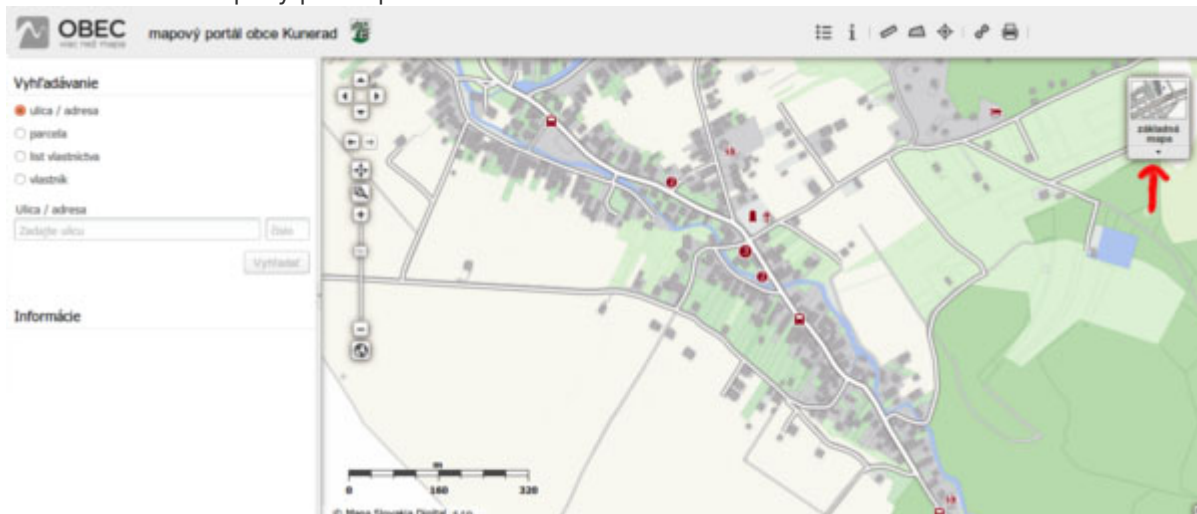 OBEC
viac než mapa
mapový portál obce Kunerad
Vyhľadávanie
ulica / adresa
parcela
list vlastníctva
vlastník
Ulica / adresa
Zadajte ulicu
číslo
Vyhľadať
Informácie
základná
mapa
m
0 160 320
© Mapa Slovakia Digital, s.r.o.